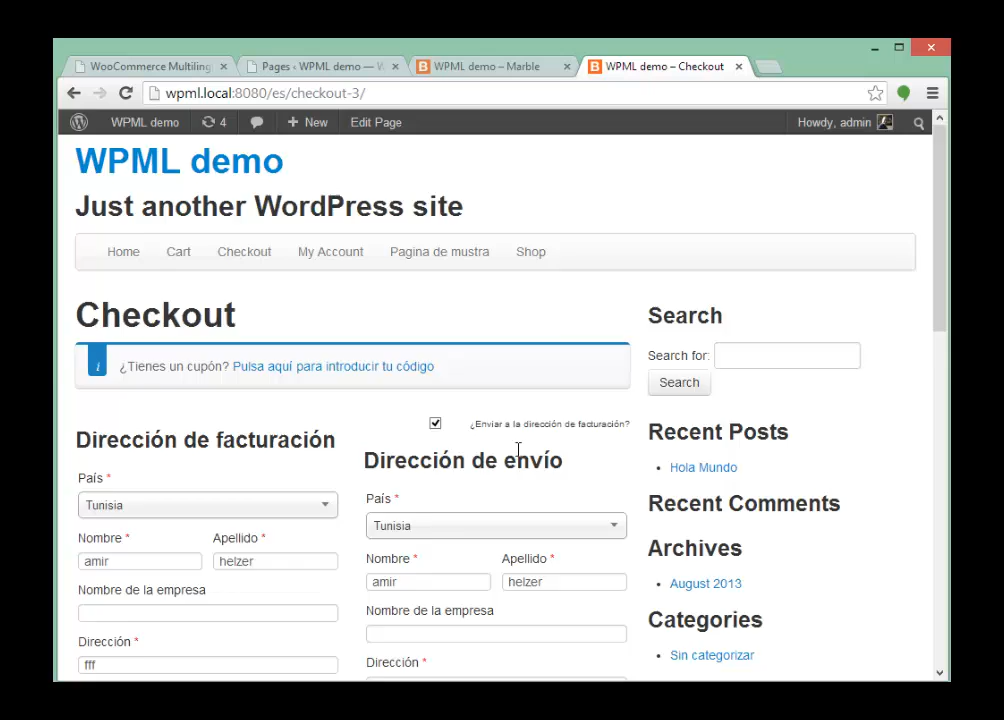 WooCommerce Multiling
Pages ‹ WPML demo —
WPML demo – Marble
WPML demo – Checkout
wpml.local:8080/es/checkout-3/
WPML demo
4
New
Edit Page
Howdy, admin
WPML demo
Just another WordPress site
Home Cart Checkout My Account Pagina de mustra Shop
Checkout
¿Tienes un cupón? Pulsa aquí para introducir tu código
¿Enviar a la dirección de facturación?
Dirección de facturación
País *
Tunisia
Nombre * Apellido *
amir helzer
Nombre de la empresa
Dirección *
fff
Dirección de envío
País *
Tunisia
Nombre * Apellido *
amir helzer
Nombre de la empresa
Dirección *
Search
Search for:
Search
Recent Posts
Hola Mundo
Recent Comments
Archives
August 2013
Categories
Sin categorizar